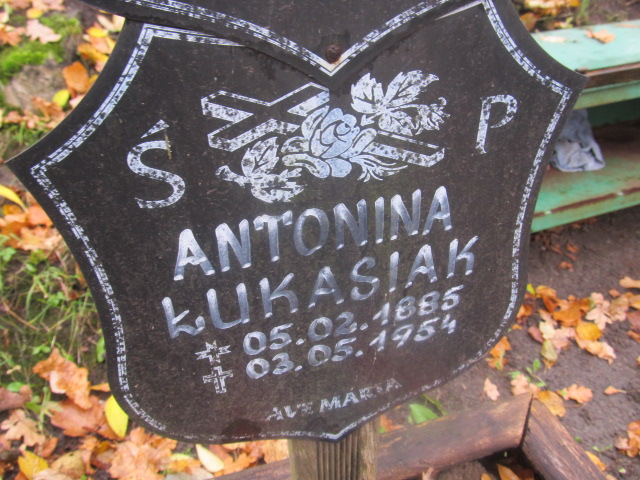 Ś P
ANTONINA
ŁUKASIAK
* 05.02.1885
✝ 03.05.1954
AVE MARIA